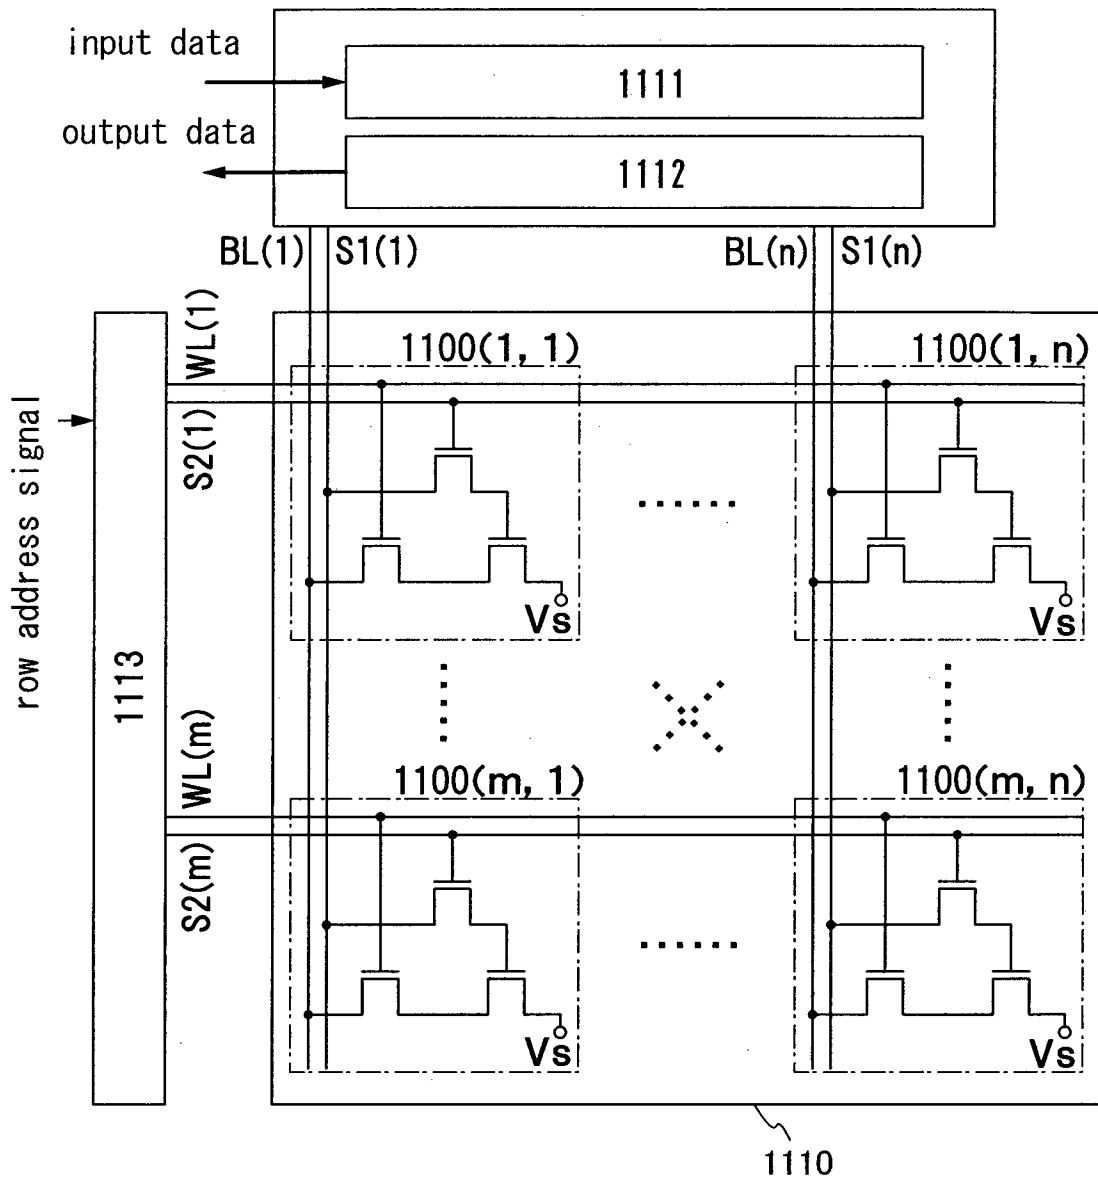 input data
1111
output data
1112
BL(1) S1(1) BL(n) S1(n)
WL(1)
S2(1)
1100(1, 1) 1100(1, n)
row address signal
Vs Vs
1113
WL(m)
S2(m)
1100(m, 1) 1100(m, n)
Vs Vs
1110